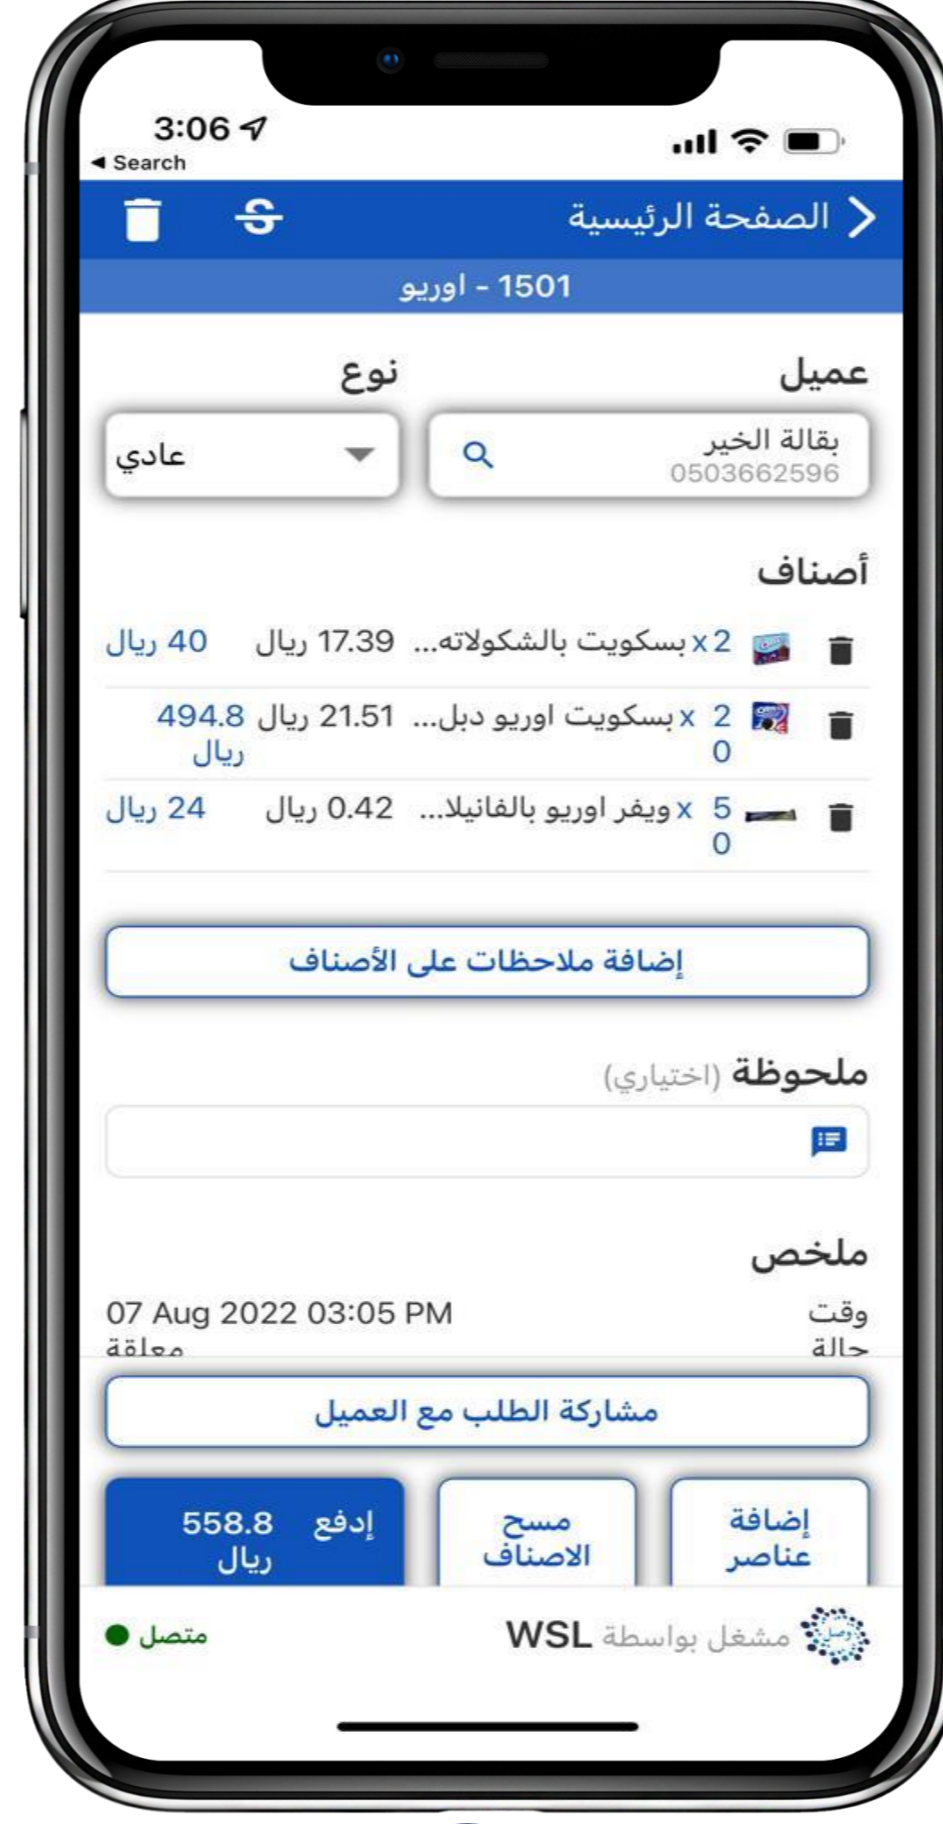 3:06
◀ Search
الصفحة الرئيسية
1501 - اوريو
عميل
نوع
بقالة الخير
0503662596
عادي
أصناف
2 x بسكويت بالشكولاته... 17.39 ريال 40 ريال
20 x بسكويت اوريو دبل... 21.51 ريال 494.8 ريال
50 x ويفر اوريو بالفانيلا... 0.42 ريال 24 ريال
إضافة ملاحظات على الأصناف
ملحوظة (اختياري)
ملخص
وقت 07 Aug 2022 03:05 PM
حالة معلقة
مشاركة الطلب مع العميل
إضافة عناصر
مسح الاصناف
إدفع 558.8 ريال
وصل
مشغل بواسطة WSL
متصل